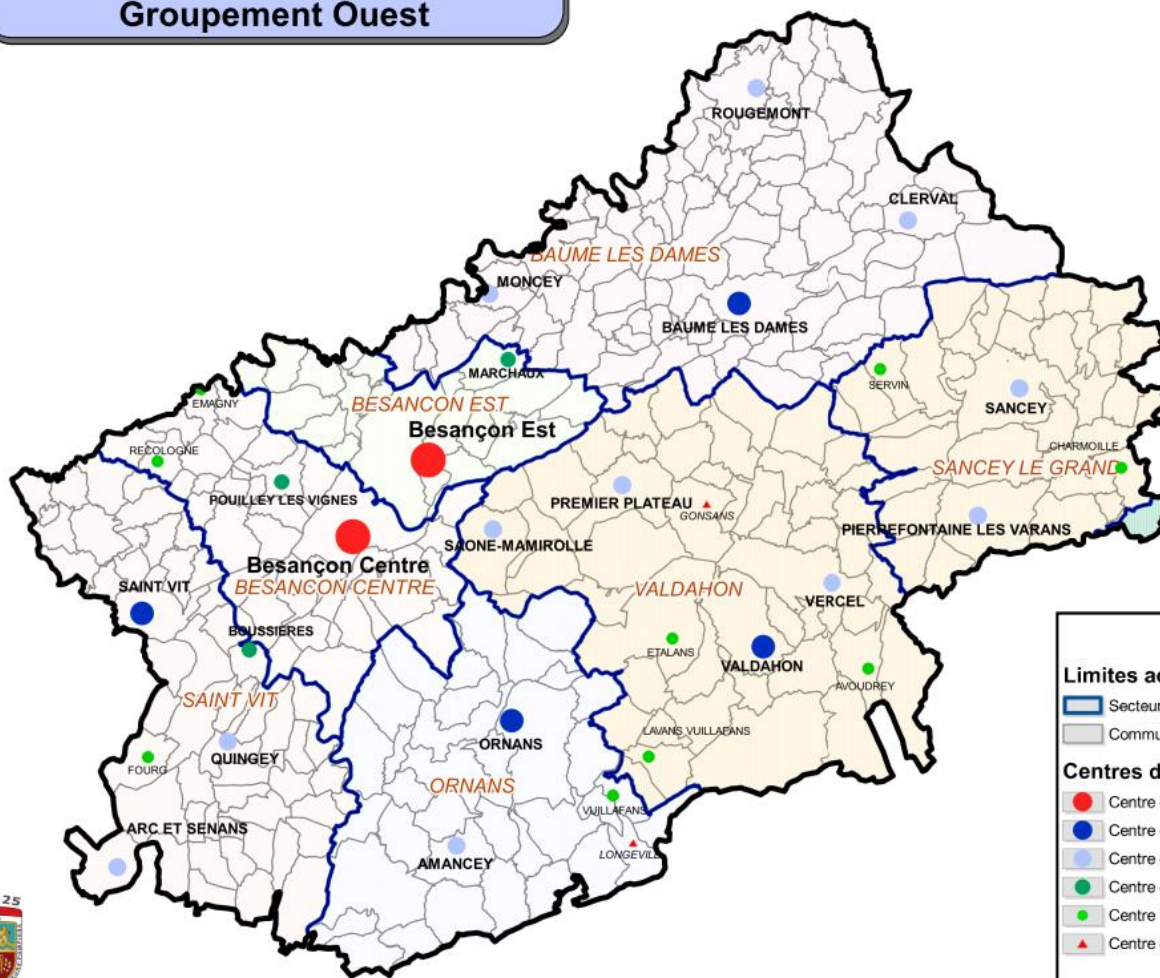 Groupement Ouest
ROUGEMONT
CLERVAL
BAUME LES DAMES
MONCEY
BAUME LES DAMES
MARCHAUX
SERVIN
EMAGNY
BESANCON EST
SANCEY
Besançon Est
CHARMOILLE
RECOLOGNE
SANCEY LE GRAND
POUILLEY LES VIGNES
PREMIER PLATEAU
GONSANS
PIERREFONTAINE LES VARANS
SAONE-MAMIROLLE
Besançon Centre
SAINT VIT
BESANCON CENTRE
VALDAHON
VERCEL
BOUSSIERES
ETALANS
VALDAHON
AVOUDREY
SAINT VIT
LAVANS VUILLAFANS
ORNANS
QUINGEY
FOURG
ORNANS
VUILLAFANS
ARC ET SENANS
AMANCEY
LONGEVILLE
Limites a
Secteur
Commu
Centres d
Centre
Centre
Centre
Centre
Centre
Centre
25